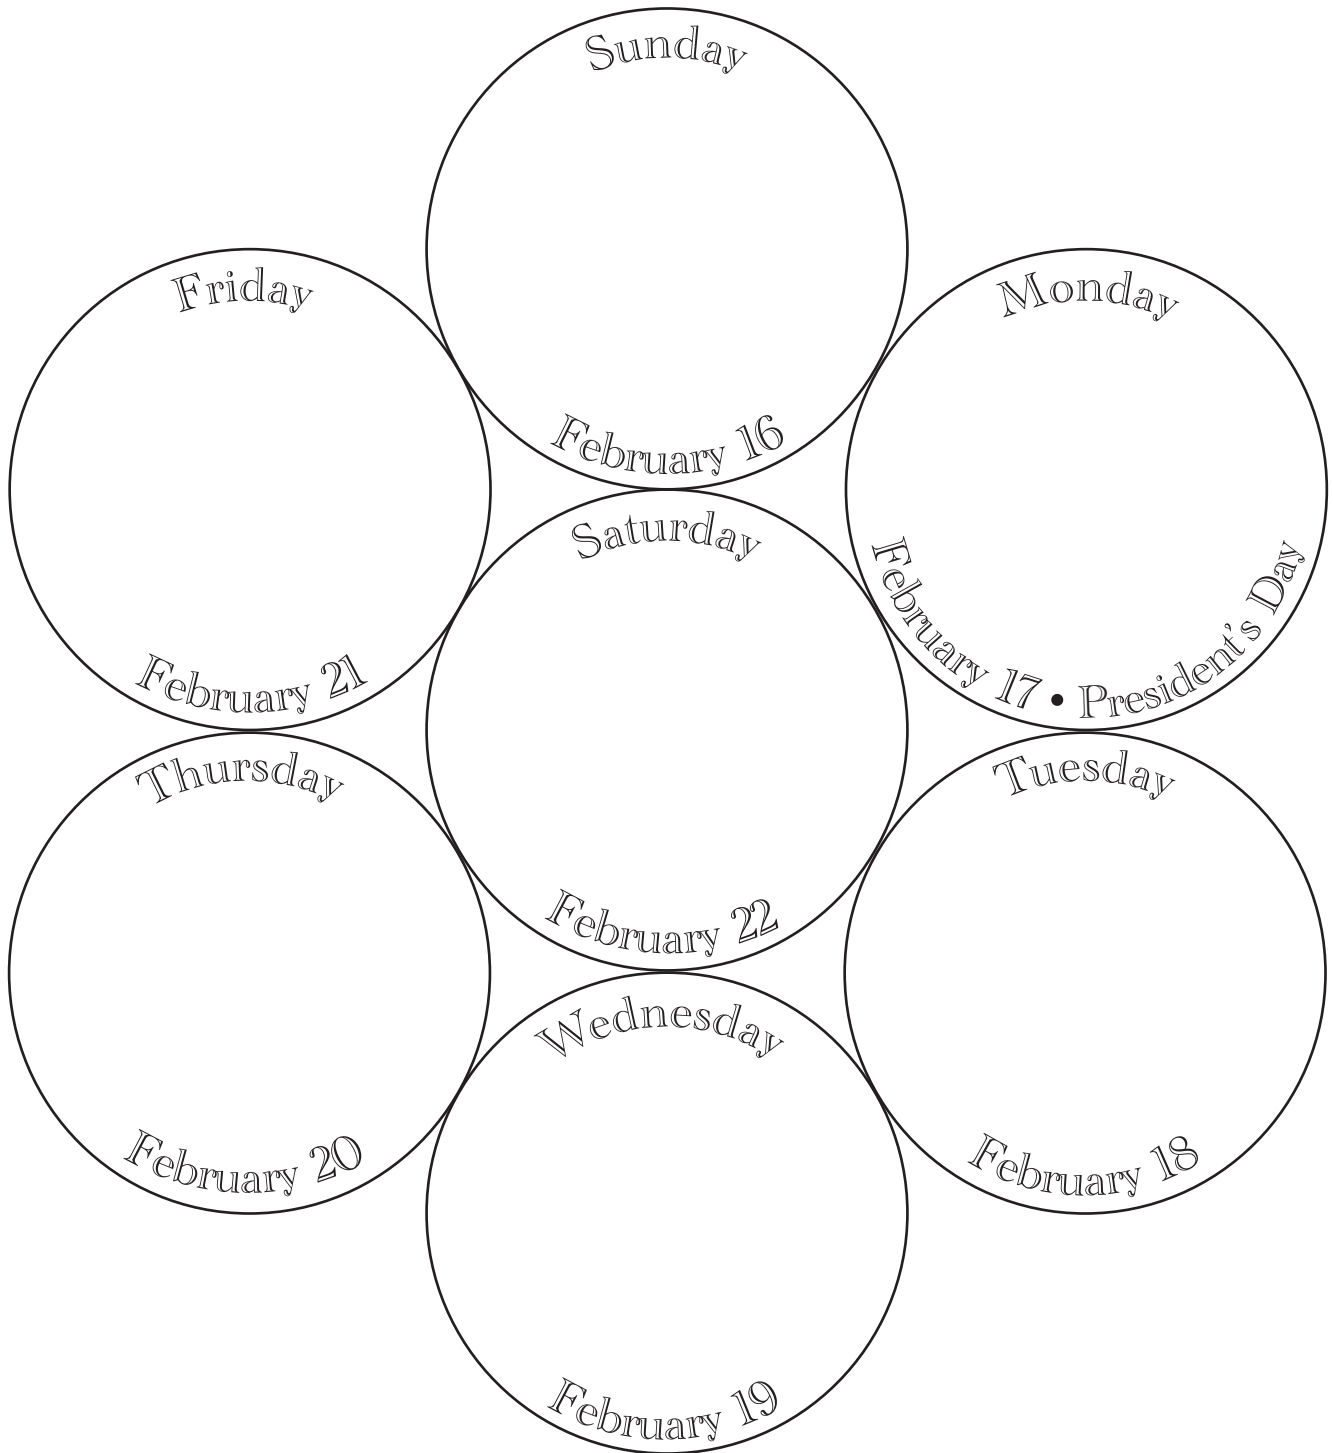 Sunday
February 16
Monday
February 17 • President's Day
Tuesday
February 18
Wednesday
February 19
Thursday
February 20
Friday
February 21
Saturday
February 22